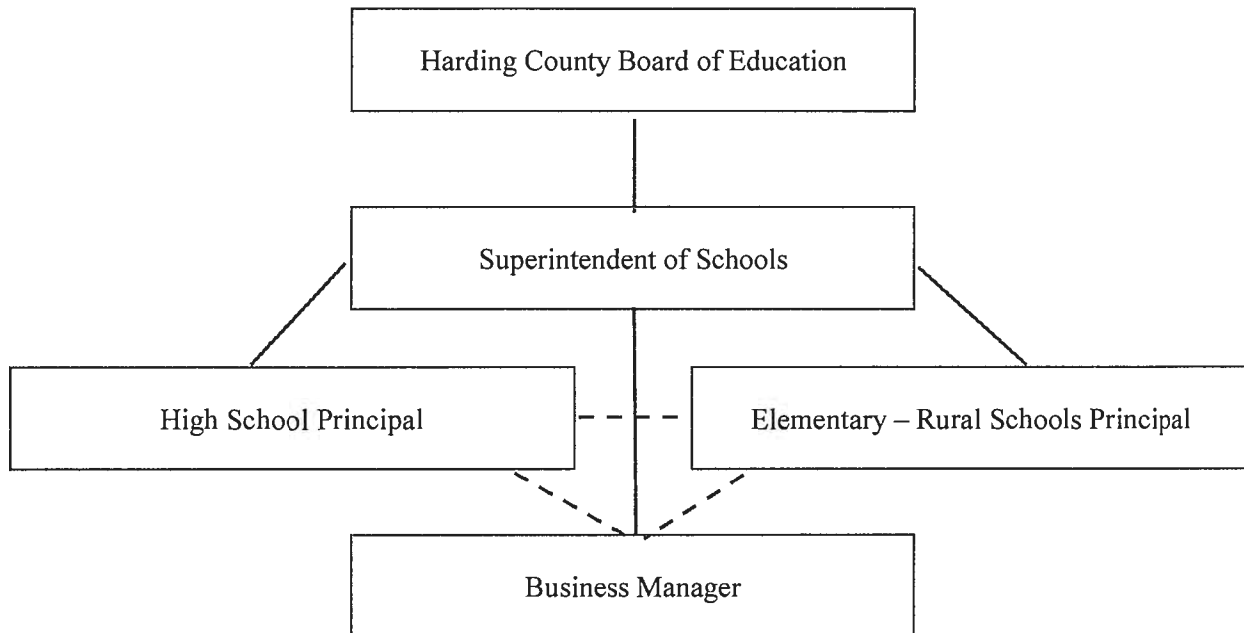 Harding County Board of Education
Superintendent of Schools
High School Principal
Elementary – Rural Schools Principal
Business Manager